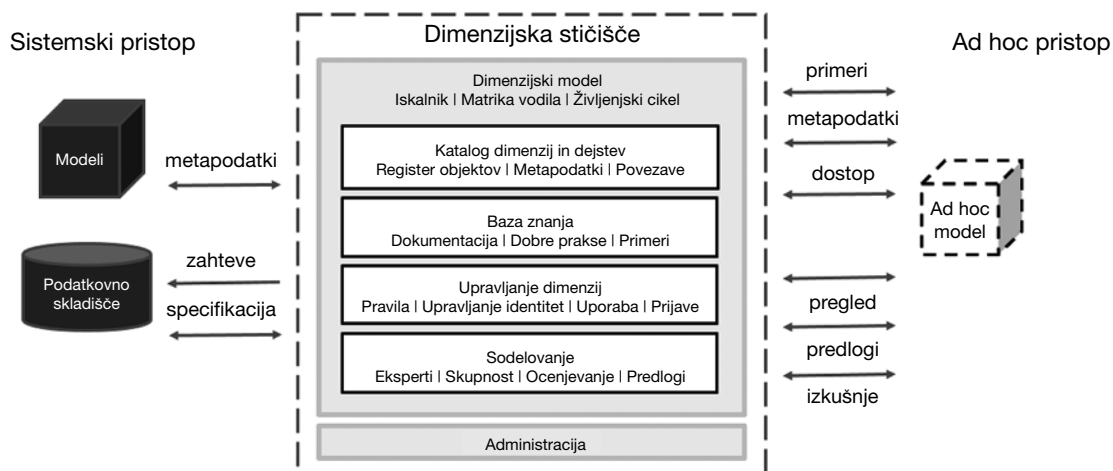 Sistemski pristop
Modeli
metapodatki
Podatkovno
skladišče
zahteve
specifikacija
Dimenzijska stičišče
Dimenzijski model
Iskalnik | Matrika vodila | Življenjski cikel
Katalog dimenzij in dejstev
Register objektov | Metapodatki | Povezave
Baza znanja
Dokumentacija | Dobre prakse | Primeri
Upravljanje dimenzij
Pravila | Upravljanje identitet | Uporaba | Prijave
Sodelovanje
Eksperti | Skupnost | Ocenjevanje | Predlogi
Administracija
Ad hoc pristop
primeri
metapodatki
dostop
Ad hoc
model
pregled
predlogi
izkušnje